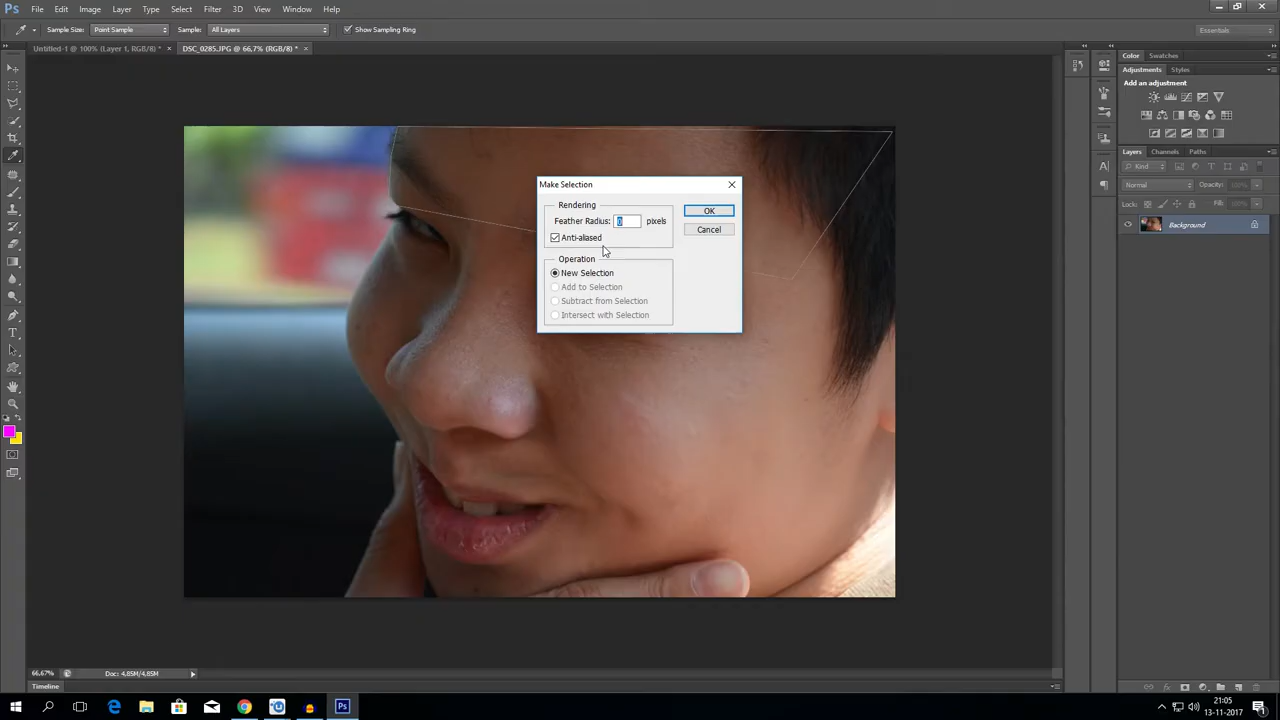 Ps File Edit Image Layer Type Select Filter 3D View Window Help
Sample Size: Point Sample Sample: All Layers Show Sampling Ring Essentials
Untitled-1 @ 100% (Layer 1, RGB/8) * × DSC_0285.JPG @ 66,7% (RGB/8) * ×
Color Swatches
Adjustments Styles
Add an adjustment
Layers Channels Paths
Kind
Normal Opacity:
Lock: Fill:
Background
Make Selection
Rendering
Feather Radius: 0 pixels
Anti-aliased
OK
Cancel
Operation
New Selection
Add to Selection
Subtract from Selection
Intersect with Selection
66,67% Doc: 4,85M/4,85M
Timeline
Ps
21:05
13-11-2017